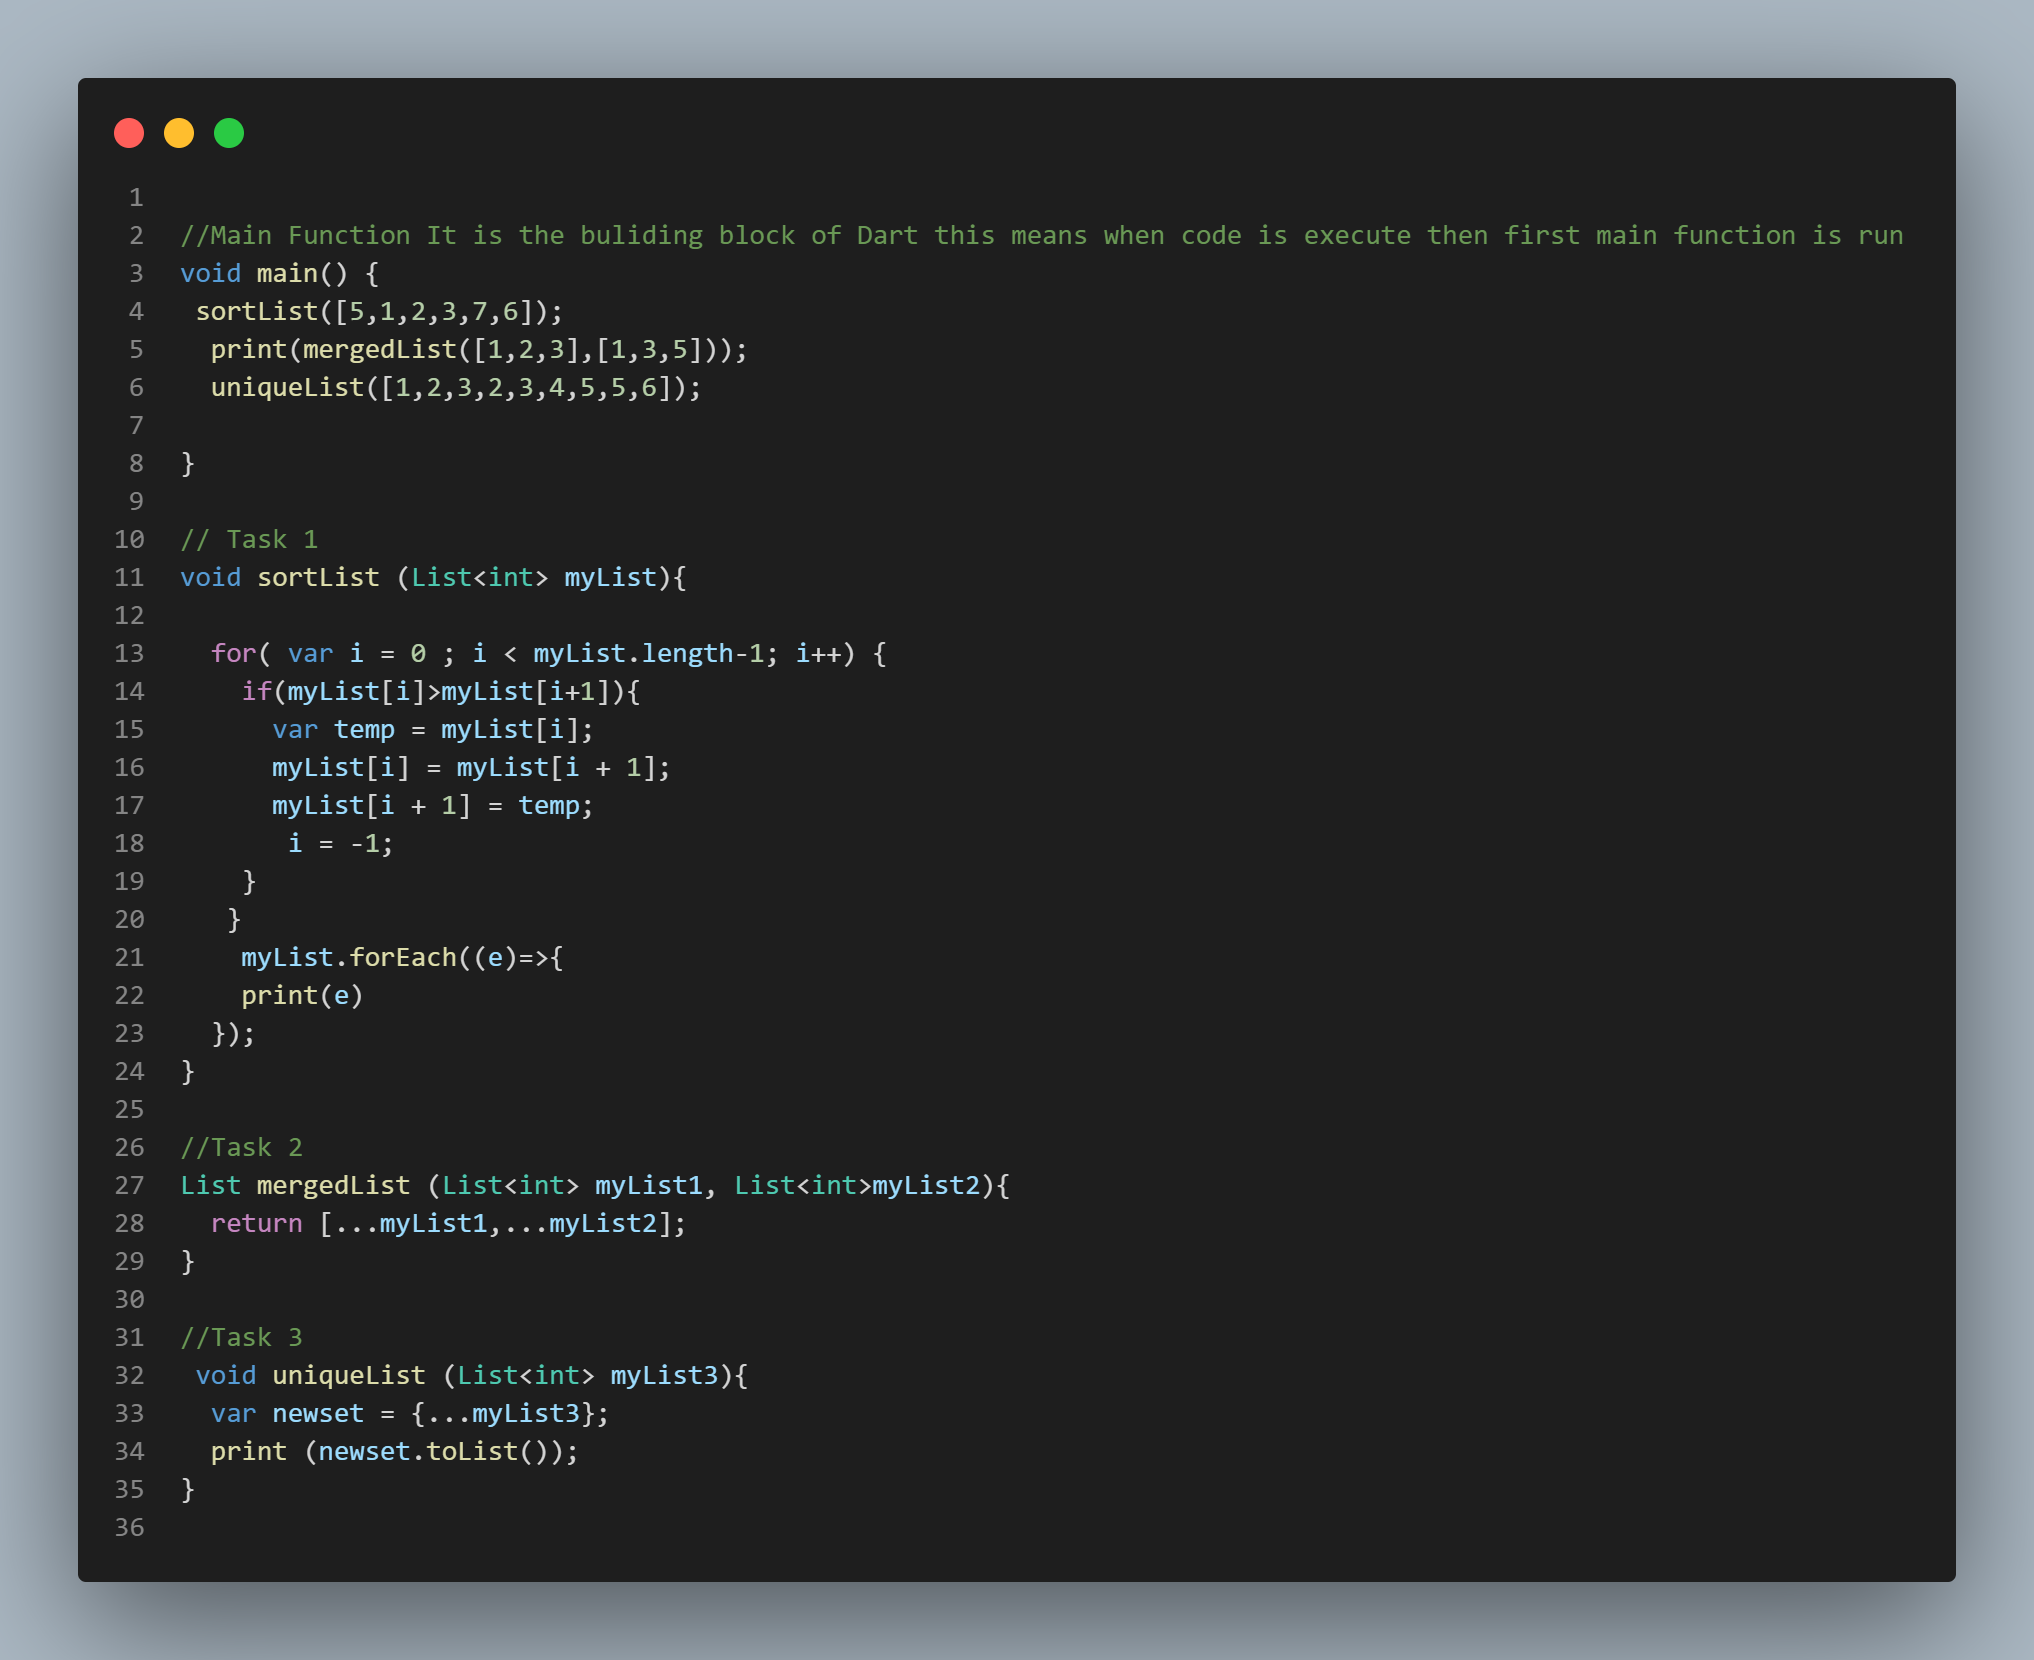 1
2 //Main Function It is the buliding block of Dart this means when code is execute then first main function is run
3 void main() {
4  sortList([5,1,2,3,7,6]);
5   print(mergedList([1,2,3],[1,3,5]));
6   uniqueList([1,2,3,2,3,4,5,5,6]);
7
8 }
9
10 // Task 1
11 void sortList (List<int> myList){
12
13   for( var i = 0 ; i < myList.length-1; i++) {
14     if(myList[i]>myList[i+1]){
15       var temp = myList[i];
16       myList[i] = myList[i + 1];
17       myList[i + 1] = temp;
18        i = -1;
19     }
20    }
21     myList.forEach((e)=>{
22     print(e)
23   });
24 }
25
26 //Task 2
27 List mergedList (List<int> myList1, List<int>myList2){
28   return [...myList1,...myList2];
29 }
30
31 //Task 3
32  void uniqueList (List<int> myList3){
33   var newset = {...myList3};
34   print (newset.toList());
35 }
36